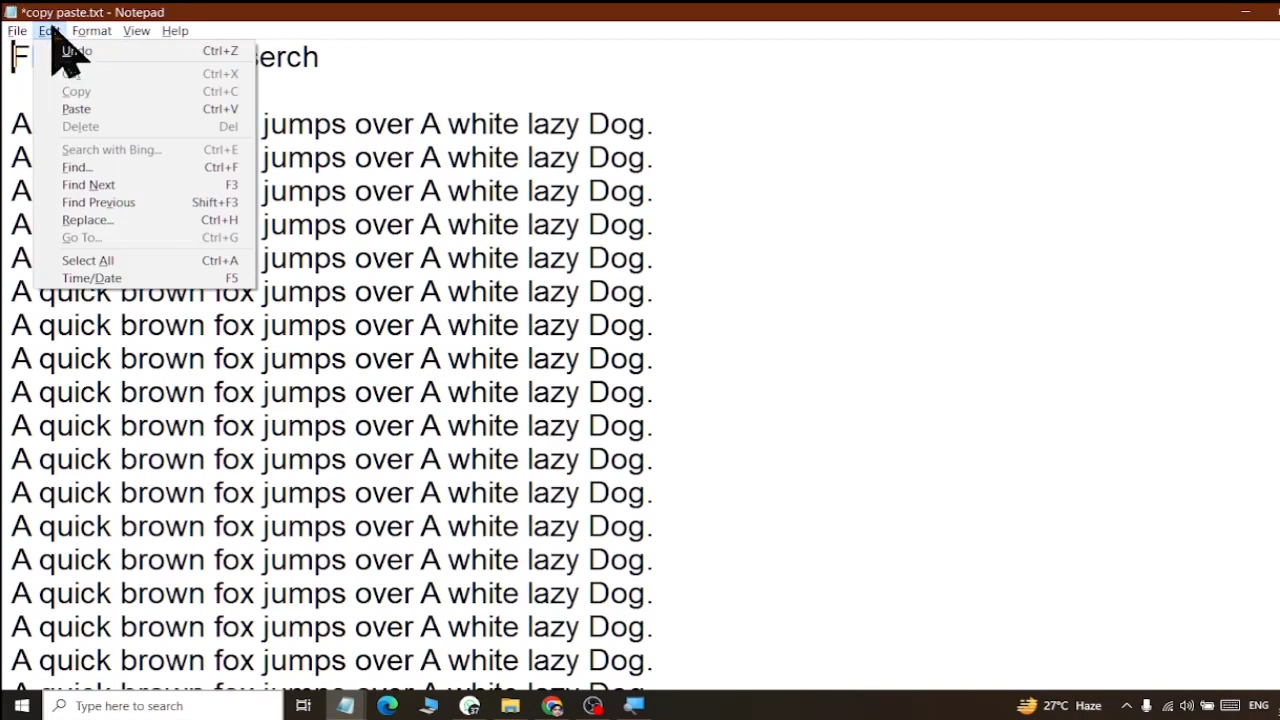 *copy paste.txt - Notepad
File Edit Format View Help
Undo Ctrl+Z
Ctrl+X
Copy Ctrl+C
Paste Ctrl+V
Delete Del
Search with Bing... Ctrl+E
Find... Ctrl+F
Find Next F3
Find Previous Shift+F3
Replace... Ctrl+H
Go To... Ctrl+G
Select All Ctrl+A
Time/Date F5
F serch
A jumps over A white lazy Dog.
A jumps over A white lazy Dog.
A jumps over A white lazy Dog.
A jumps over A white lazy Dog.
A jumps over A white lazy Dog.
A quick brown fox jumps over A white lazy Dog.
A quick brown fox jumps over A white lazy Dog.
A quick brown fox jumps over A white lazy Dog.
A quick brown fox jumps over A white lazy Dog.
A quick brown fox jumps over A white lazy Dog.
A quick brown fox jumps over A white lazy Dog.
A quick brown fox jumps over A white lazy Dog.
A quick brown fox jumps over A white lazy Dog.
A quick brown fox jumps over A white lazy Dog.
A quick brown fox jumps over A white lazy Dog.
A quick brown fox jumps over A white lazy Dog.
A quick brown fox jumps over A white lazy Dog.
Type here to search 37 27°C Haze ENG